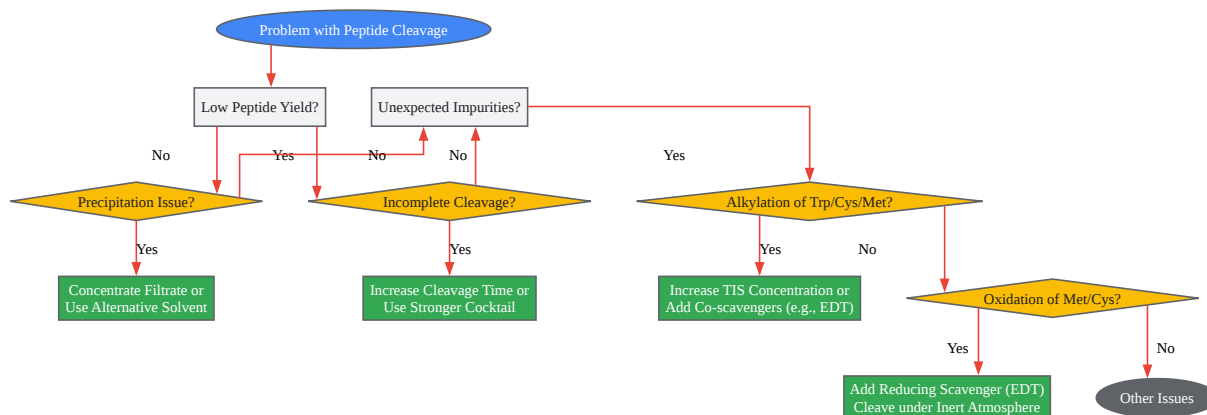 Problem with Peptide Cleavage
Low Peptide Yield?
Unexpected Impurities?
No
Yes
No
No
Yes
Precipitation Issue?
Incomplete Cleavage?
Alkylation of Trp/Cys/Met?
Yes
Yes
Yes
No
Concentrate Filtrate or
Use Alternative Solvent
Increase Cleavage Time or
Use Stronger Cocktail
Increase TIS Concentration or
Add Co-scavengers (e.g., EDT)
Oxidation of Met/Cys?
Yes
No
Add Reducing Scavenger (EDT)
Cleave under Inert Atmosphere
Other Issues